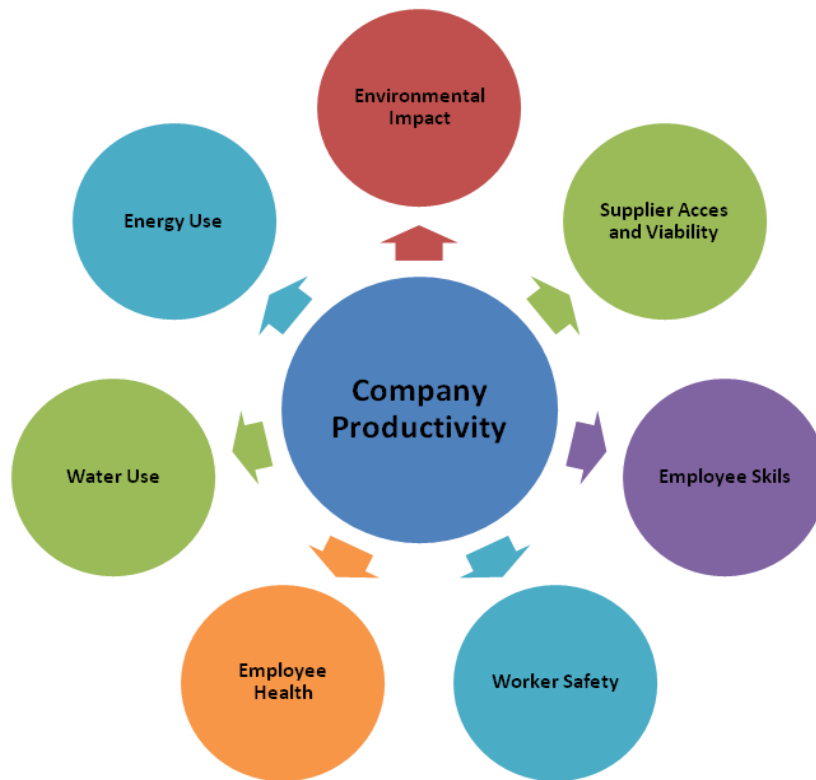 Environmental
Impact
Supplier Acces
and Viability
Employee Skils
Worker Safety
Employee
Health
Water Use
Energy Use
Company
Productivity